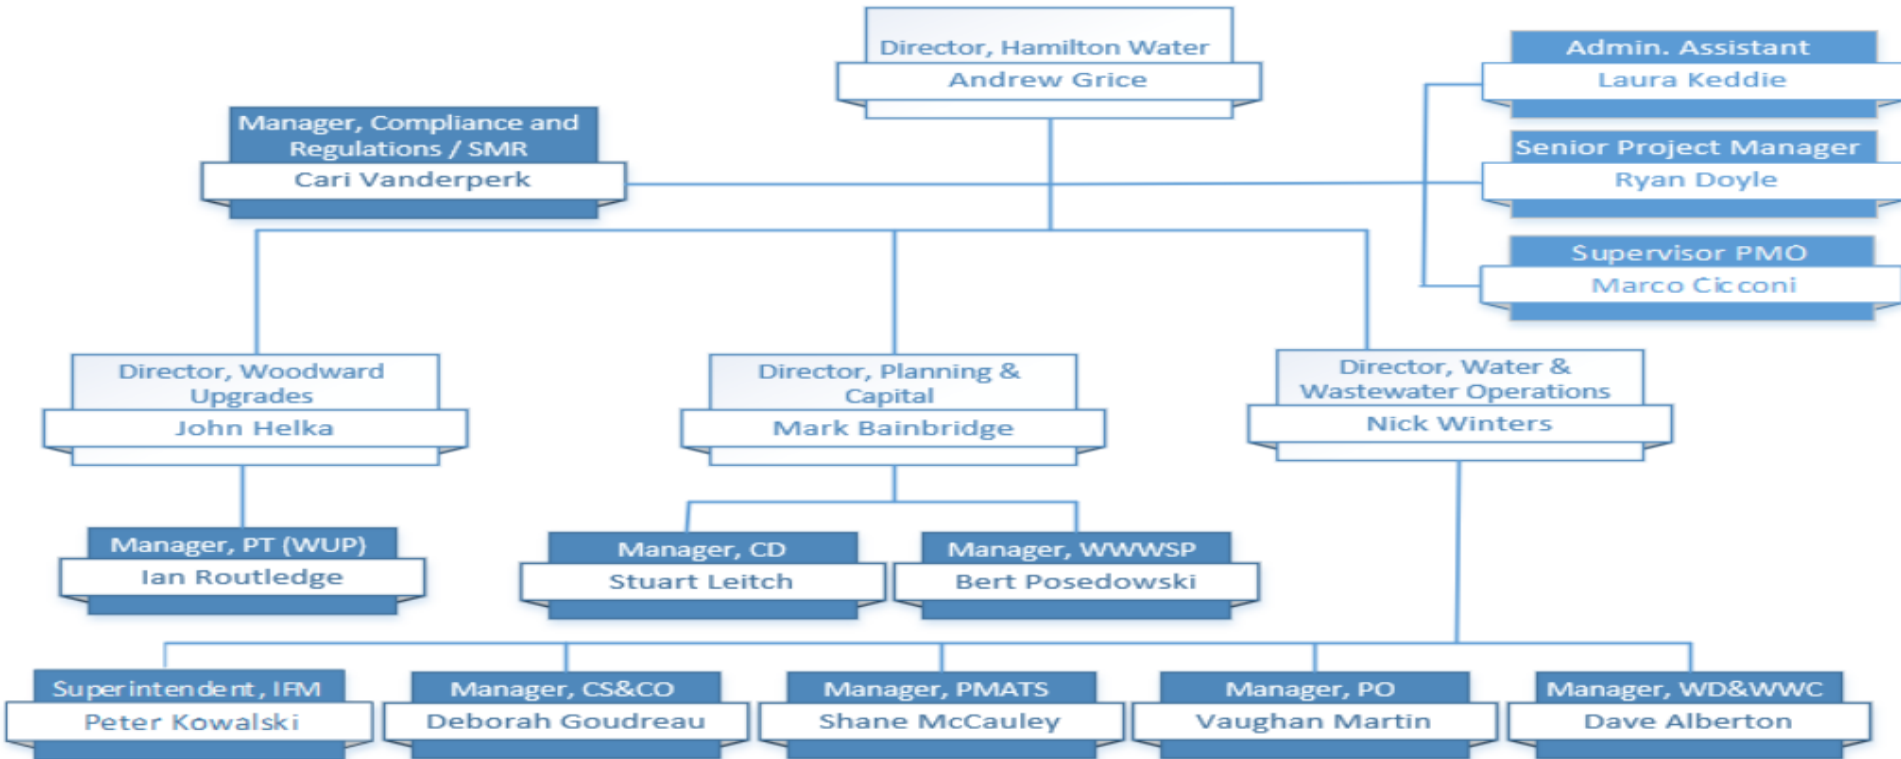 Director, Hamilton Water
Andrew Grice
Admin. Assistant
Laura Keddie
Manager, Compliance and
Regulations / SMR
Cari Vanderperk
Senior Project Manager
Ryan Doyle
Supervisor PMO
Marco Cicconi
Director, Woodward
Upgrades
John Helka
Director, Planning &
Capital
Mark Bainbridge
Director, Water &
Wastewater Operations
Nick Winters
Manager, PT (WUP)
Ian Routledge
Manager, CD
Stuart Leitch
Manager, WWWSP
Bert Posedowski
Superintendent, IFM
Peter Kowalski
Manager, CS&CO
Deborah Goudreau
Manager, PMATS
Shane McCauley
Manager, PO
Vaughan Martin
Manager, WD&WWC
Dave Alberton